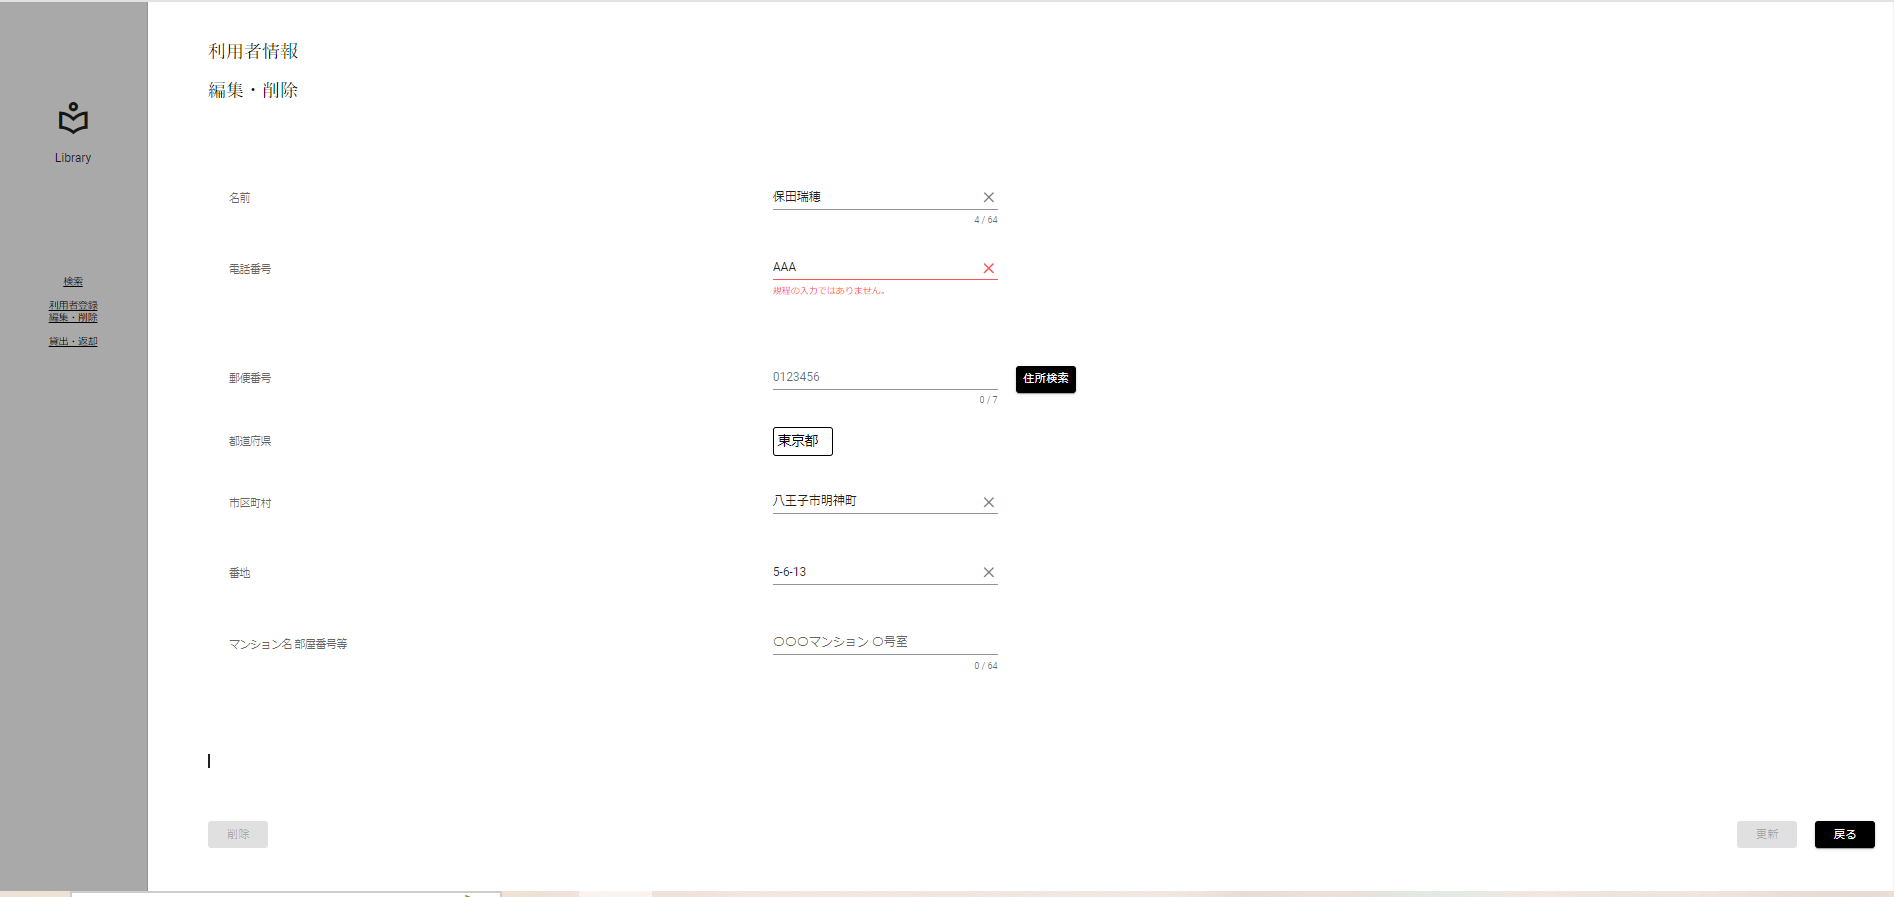 利用者情報
編集・削除
Library
検索
利用者登録
編集・削除
貸出・返却
名前
保田瑞穂
4 / 64
電話番号
AAA
規程の入力ではありません。
郵便番号
0123456
住所検索
0 / 7
都道府県
東京都
市区町村
八王子市明神町
番地
5-6-13
マンション名 部屋番号等
〇〇〇マンション 〇号室
0 / 64
削除
更新
戻る